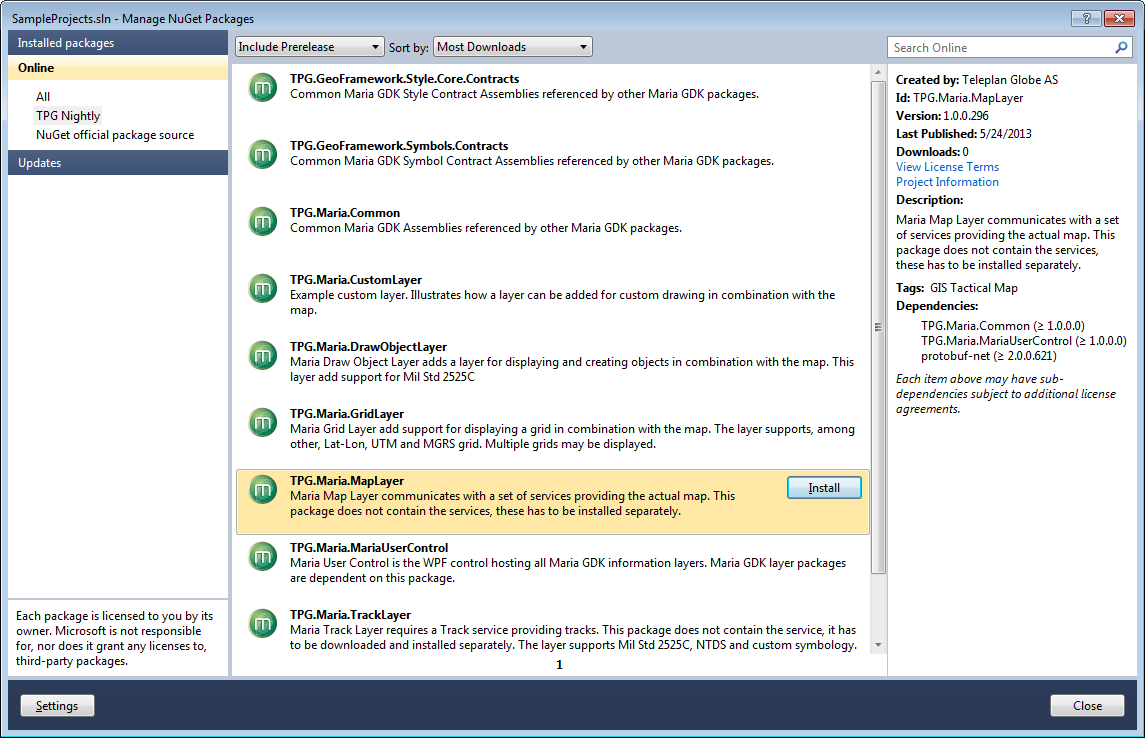 SampleProjects.sln - Manage NuGet Packages
?
Installed packages
Online
All
TPG Nightly
NuGet official package source
Updates
Each package is licensed to you by its
owner. Microsoft is not responsible
for, nor does it grant any licenses to,
third-party packages.
Include Prerelease
Sort by:
Most Downloads
TPG.GeoFramework.Style.Core.Contracts
Common Maria GDK Style Contract Assemblies referenced by other Maria GDK packages.
TPG.GeoFramework.Symbols.Contracts
Common Maria GDK Symbol Contract Assemblies referenced by other Maria GDK packages.
TPG.Maria.Common
Common Maria GDK Assemblies referenced by other Maria GDK packages.
TPG.Maria.CustomLayer
Example custom layer. Illustrates how a layer can be added for custom drawing in combination with the
map.
TPG.Maria.DrawObjectLayer
Maria Draw Object Layer adds a layer for displaying and creating objects in combination with the map. This
layer add support for Mil Std 2525C
TPG.Maria.GridLayer
Maria Grid Layer add support for displaying a grid in combination with the map. The layer supports, among
other, Lat-Lon, UTM and MGRS grid. Multiple grids may be displayed.
TPG.Maria.MapLayer
Maria Map Layer communicates with a set of services providing the actual map. This
package does not contain the services, these has to be installed separately.
Install
TPG.Maria.MariaUserControl
Maria User Control is the WPF control hosting all Maria GDK information layers. Maria GDK layer packages
are dependent on this package.
TPG.Maria.TrackLayer
Maria Track Layer requires a Track service providing tracks. This package does not contain the service, it has
to be downloaded and installed separately. The layer supports Mil Std 2525C, NTDS and custom symbology.
1
Search Online
Created by: Teleplan Globe AS
Id: TPG.Maria.MapLayer
Version: 1.0.0.296
Last Published: 5/24/2013
Downloads: 0
View License Terms
Project Information
Description:
Maria Map Layer communicates with a set
of services providing the actual map. This
package does not contain the services,
these has to be installed separately.
Tags: GIS Tactical Map
Dependencies:
TPG.Maria.Common (≥ 1.0.0.0)
TPG.Maria.MariaUserControl (≥ 1.0.0.0)
protobuf-net (≥ 2.0.0.621)
Each item above may have sub-
dependencies subject to additional license
agreements.
Settings
Close